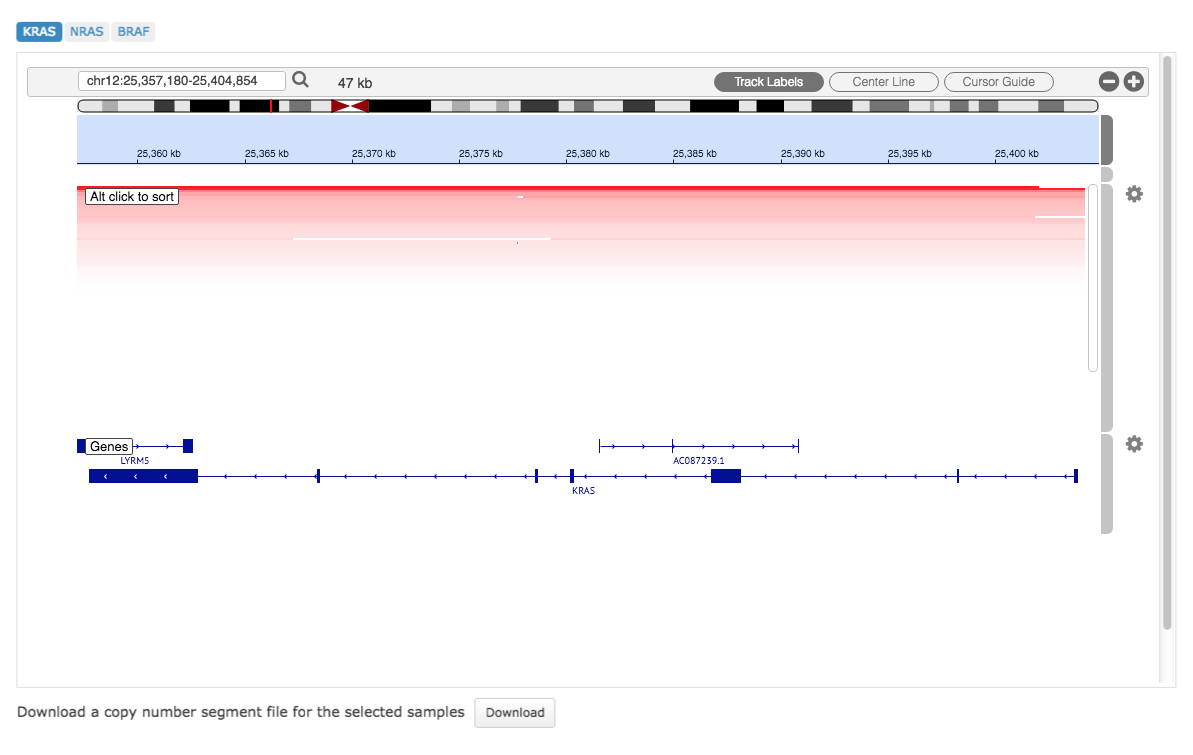 KRAS NRAS BRAF
chr12:25,357,180-25,404,854 47 kb Track Labels Center Line Cursor Guide
25,360 kb 25,365 kb 25,370 kb 25,375 kb 25,380 kb 25,385 kb 25,390 kb 25,395 kb 25,400 kb
Alt click to sort
Genes
LYRM5 AC087239.1
KRAS
Download a copy number segment file for the selected samples Download